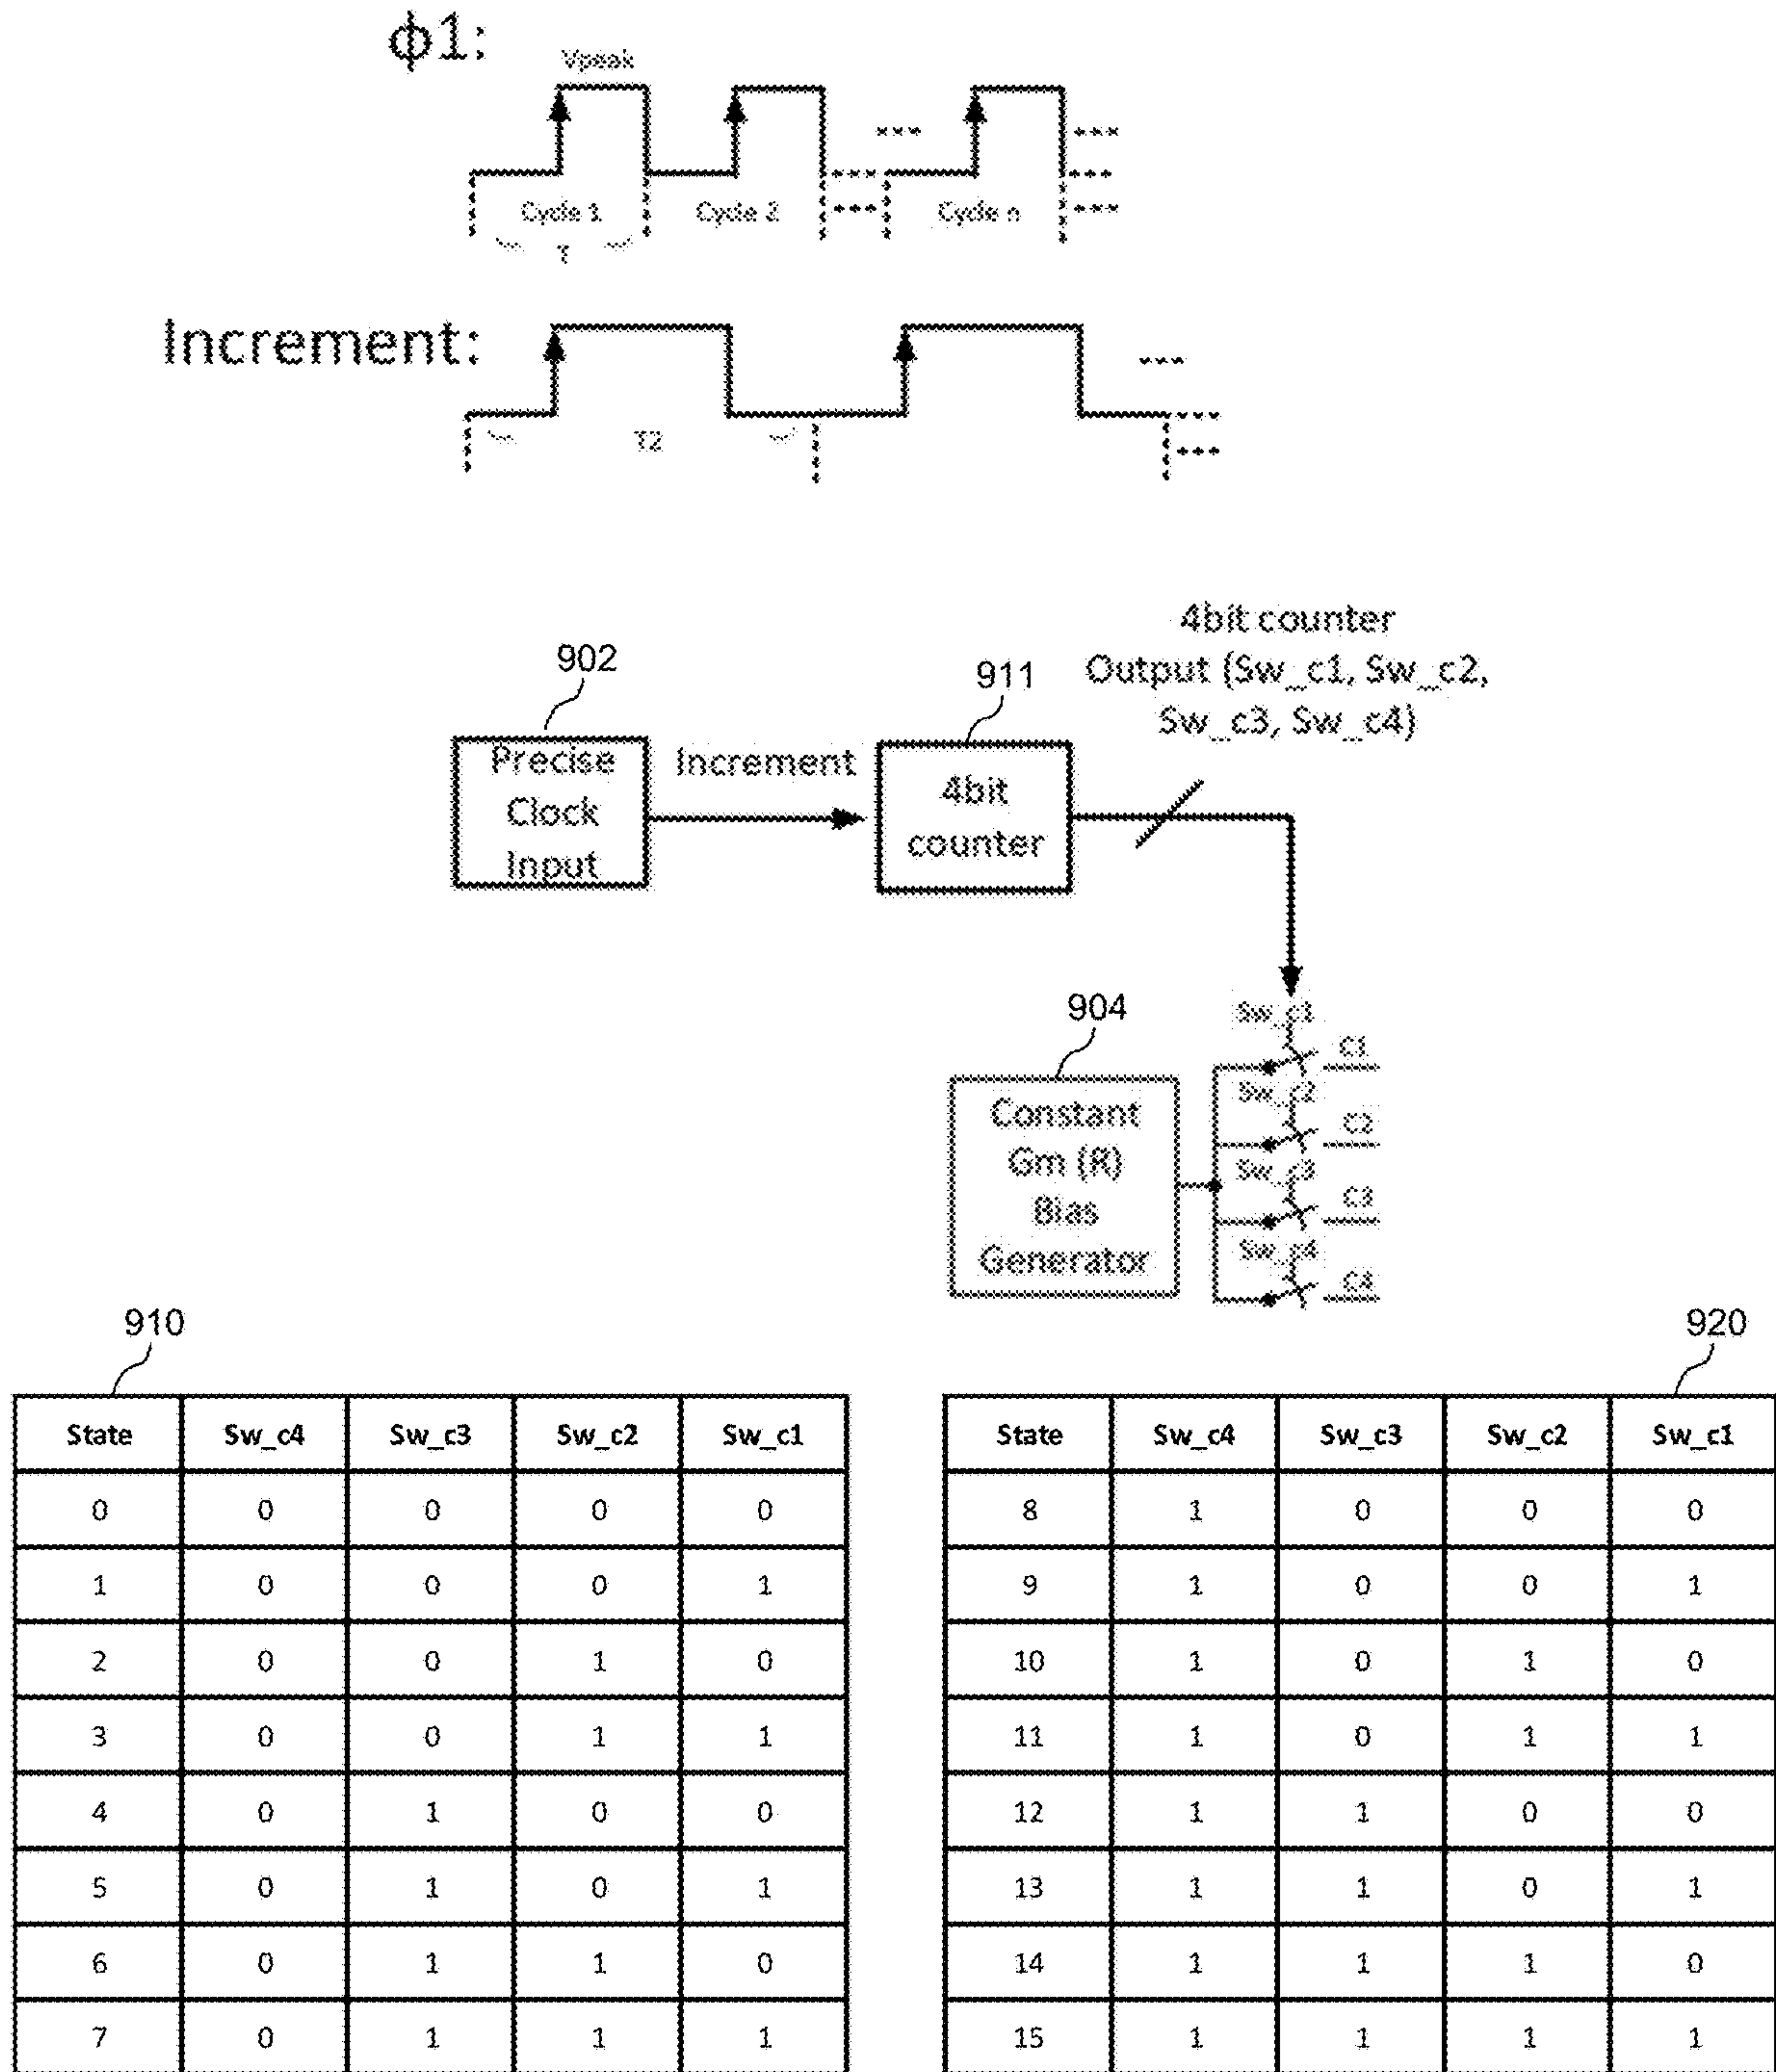 ϕ1:
Vpeak
Cycle 1
Cycle 2
Cycle n
T
Increment:
T2
4bit counter
Output (Sw_c1, Sw_c2,
Sw_c3, Sw_c4)
902
911
Precise
Clock
Input
Increment
4bit
counter
904
Constant
Gm (R)
Bias
Generator
Sw_c1
C1
Sw_c2
C2
Sw_c3
C3
Sw_c4
C4
910
State Sw_c4 Sw_c3 Sw_c2 Sw_c1
0 0 0 0 0
1 0 0 0 1
2 0 0 1 0
3 0 0 1 1
4 0 1 0 0
5 0 1 0 1
6 0 1 1 0
7 0 1 1 1
920
State Sw_c4 Sw_c3 Sw_c2 Sw_c1
8 1 0 0 0
9 1 0 0 1
10 1 0 1 0
11 1 0 1 1
12 1 1 0 0
13 1 1 0 1
14 1 1 1 0
15 1 1 1 1